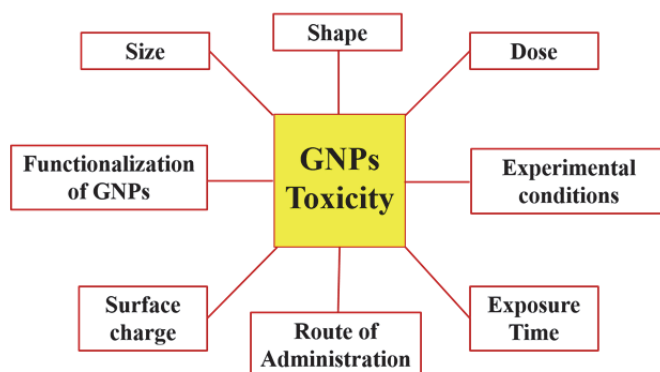 Shape
Size
Dose
GNPs
Toxicity
Functionalization
of GNPs
Experimental
conditions
Surface
charge
Route of
Administration
Exposure
Time